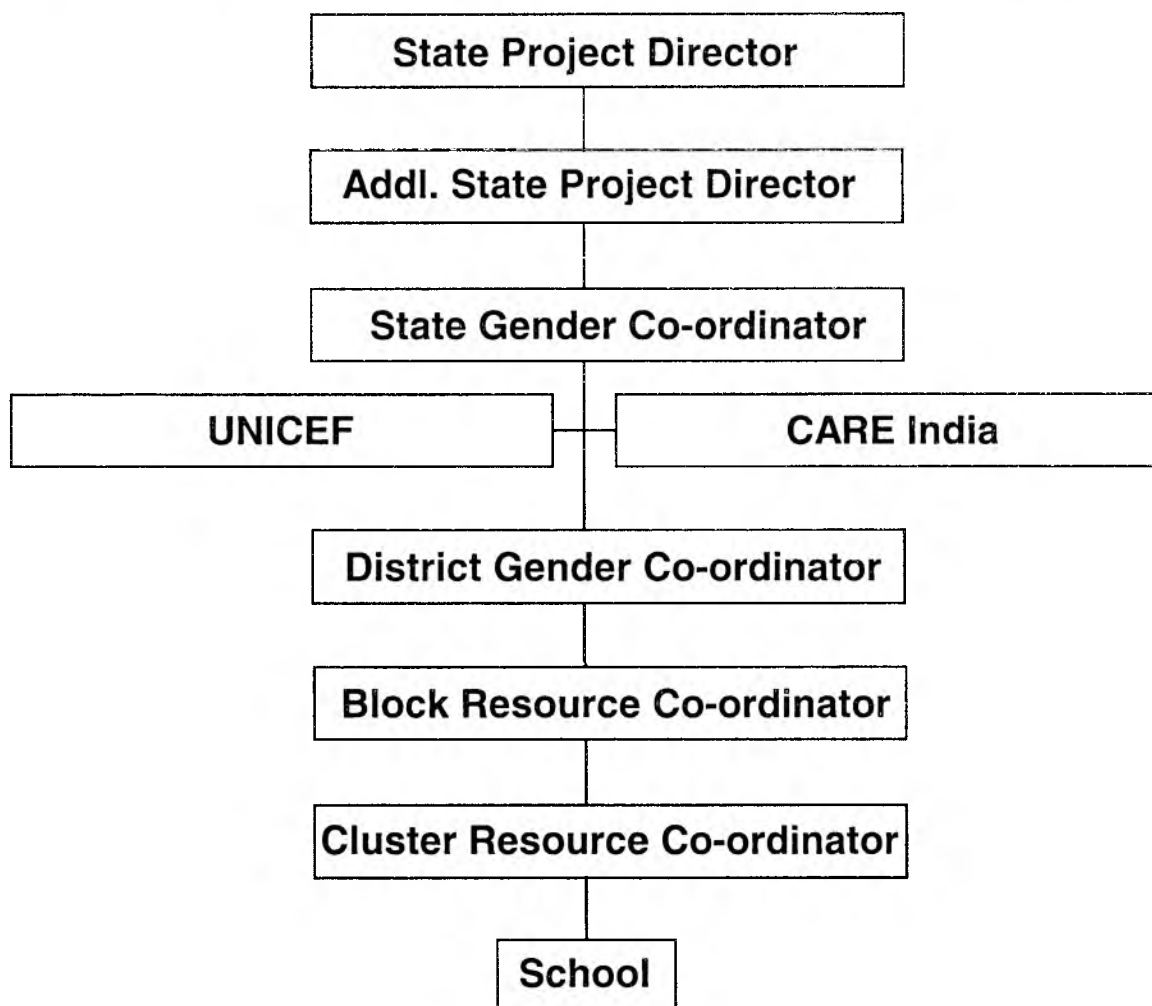 State Project Director
Addl. State Project Director
State Gender Co-ordinator
UNICEF
CARE India
District Gender Co-ordinator
Block Resource Co-ordinator
Cluster Resource Co-ordinator
School